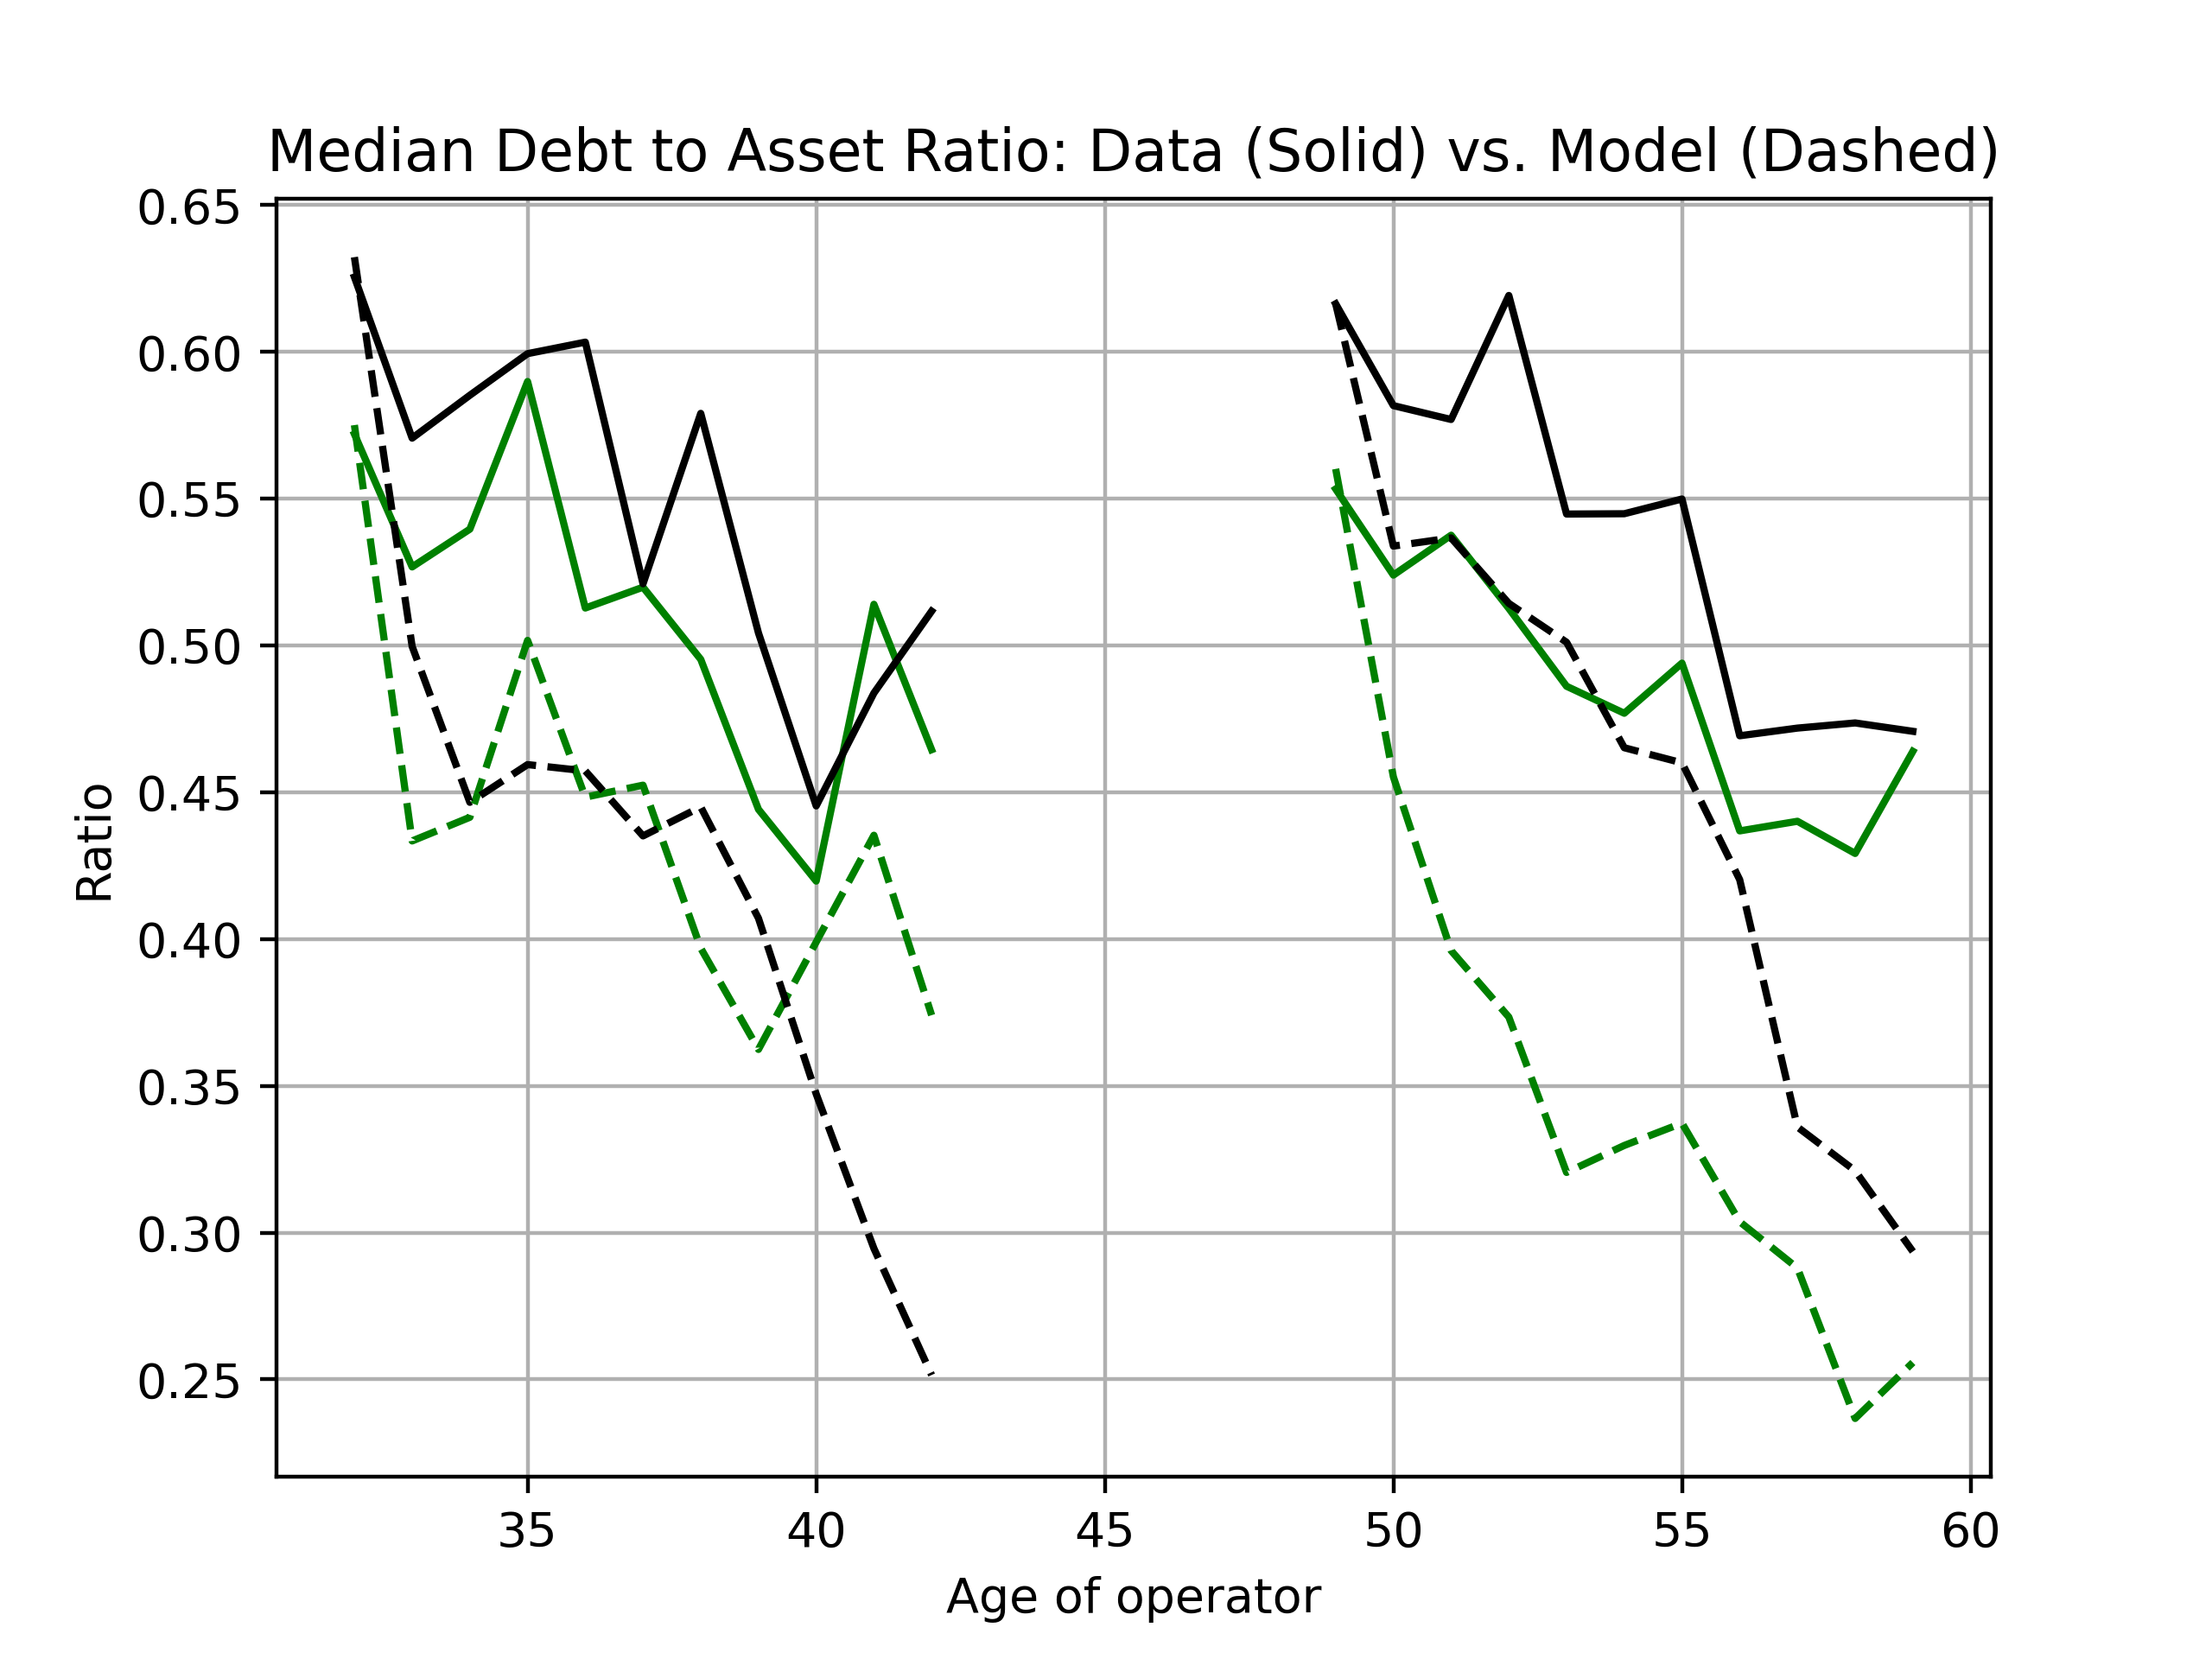 Median Debt to Asset Ratio: Data (Solid) vs. Model (Dashed)
0.65
0.60
0.55
0.50
0.45
0.40
0.35
0.30
0.25
Ratio
35 40 45 50 55 60
Age of operator